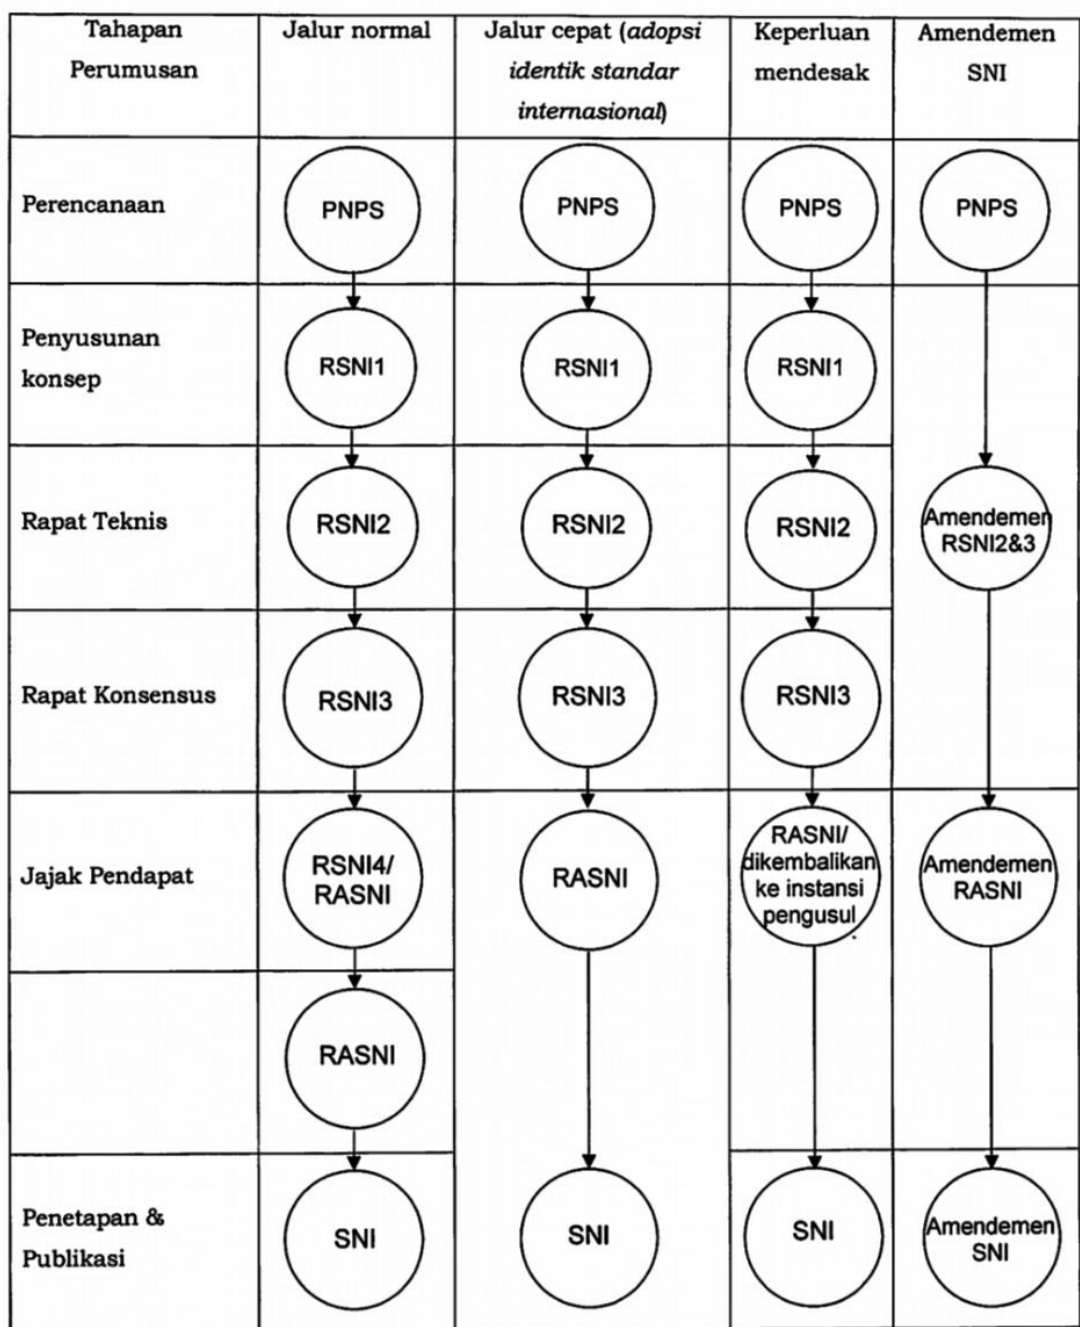 Tahapan
Perumusan
Jalur normal
Jalur cepat (adopsi
identik standar
internasional)
Keperluan
mendesak
Amendemen
SNI
Perencanaan
PNPS
PNPS
PNPS
PNPS
Penyusunan
konsep
RSNI1
RSNI1
RSNI1
Rapat Teknis
RSNI2
RSNI2
RSNI2
Amendemen
RSNI2&3
Rapat Konsensus
RSNI3
RSNI3
RSNI3
Jajak Pendapat
RSNI4/
RASNI
RASNI
RASNI/
dikembalikan
ke instansi
pengusul
Amendemen
RASNI
RASNI
Penetapan &
Publikasi
SNI
SNI
SNI
Amendemen
SNI